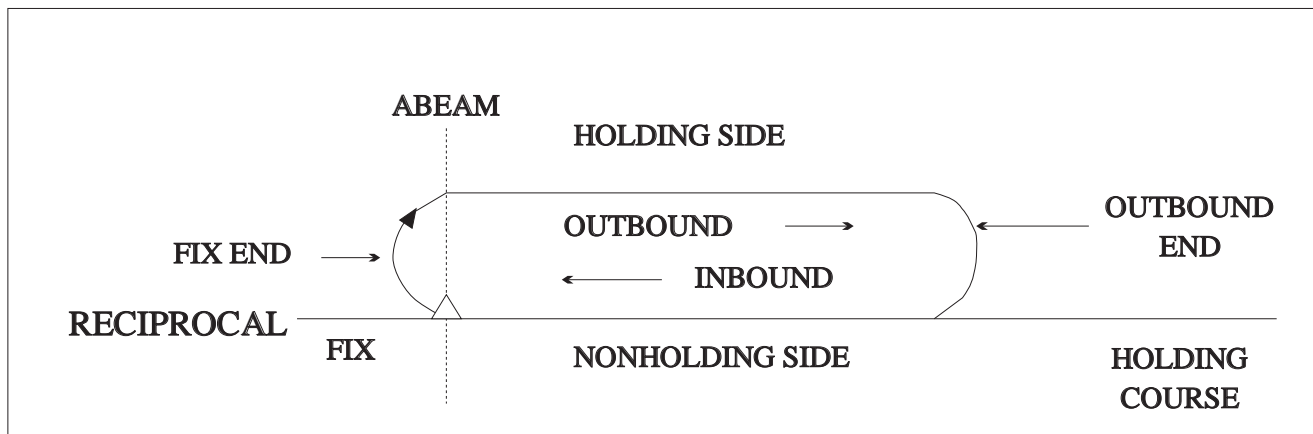 ABEAM
HOLDING SIDE
OUTBOUND
OUTBOUND
END
FIX END
INBOUND
RECIPROCAL
FIX
NONHOLDING SIDE
HOLDING
COURSE